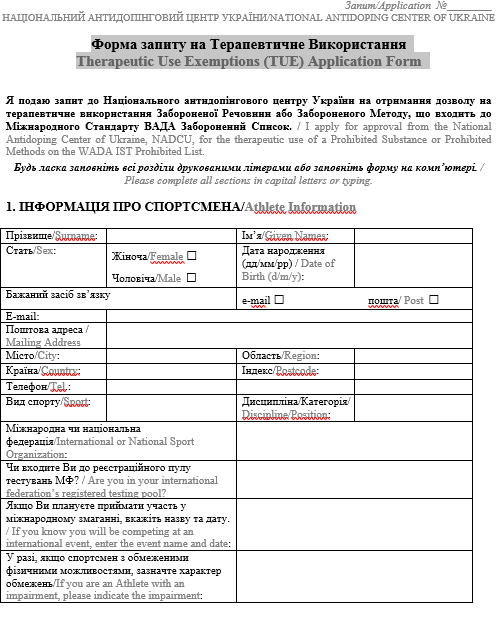 Запит/Application №________
НАЦІОНАЛЬНИЙ АНТИДОПІНГОВИЙ ЦЕНТР УКРАЇНИ/NATIONAL ANTIDOPING CENTER OF UKRAINE
Форма запиту на Терапевтичне Використання
Therapeutic Use Exemptions (TUE) Application Form
Я подаю запит до Національного антидопінгового центру України на отримання дозволу на
терапевтичне використання Забороненої Речовини або Забороненого Методу, що входить до
Міжнародного Стандарту ВАДА Заборонений Список. / I apply for approval from the National
Antidoping Center of Ukraine, NADCU, for the therapeutic use of a Prohibited Substance or Prohibited
Methods on the WADA IST Prohibited List.
Будь ласка заповніть всі розділи друкованими літерами або заповніть форму на комп’ютері. /
Please complete all sections in capital letters or typing.
1. ІНФОРМАЦІЯ ПРО СПОРТСМЕНА/Athlete Information
Прізвище/Surname:
Ім’я/Given Names:
Стать/Sex:
Жіноча/Female ☐
Чоловіча/Male ☐
Дата народження
(дд/мм/рр) / Date of
Birth (d/m/y):
Бажаний засіб зв’язку
e-mail ☐
пошта/ Post ☐
E-mail:
Поштова адреса /
Mailing Address
Місто/City:
Область/Region:
Країна/Country:
Індекс/Postcode:
Телефон/Tel.:
Вид спорту/Sport:
Дисципліна/Категорія/
Discipline/Position:
Міжнародна чи національна
федерація/International or National Sport
Organization:
Чи входите Ви до реєстраційного пулу
тестувань МФ? / Are you in your international
federation’s registered testing pool?
Якщо Ви плануєте приймати участь у
міжнародному змаганні, вкажіть назву та дату.
/ If you know you will be competing at an
international event, enter the event name and date:
У разі, якщо спортсмен з обмеженими
фізичними можливостями, зазначте характер
обмежень/If you are an Athlete with an
impairment, please indicate the impairment: